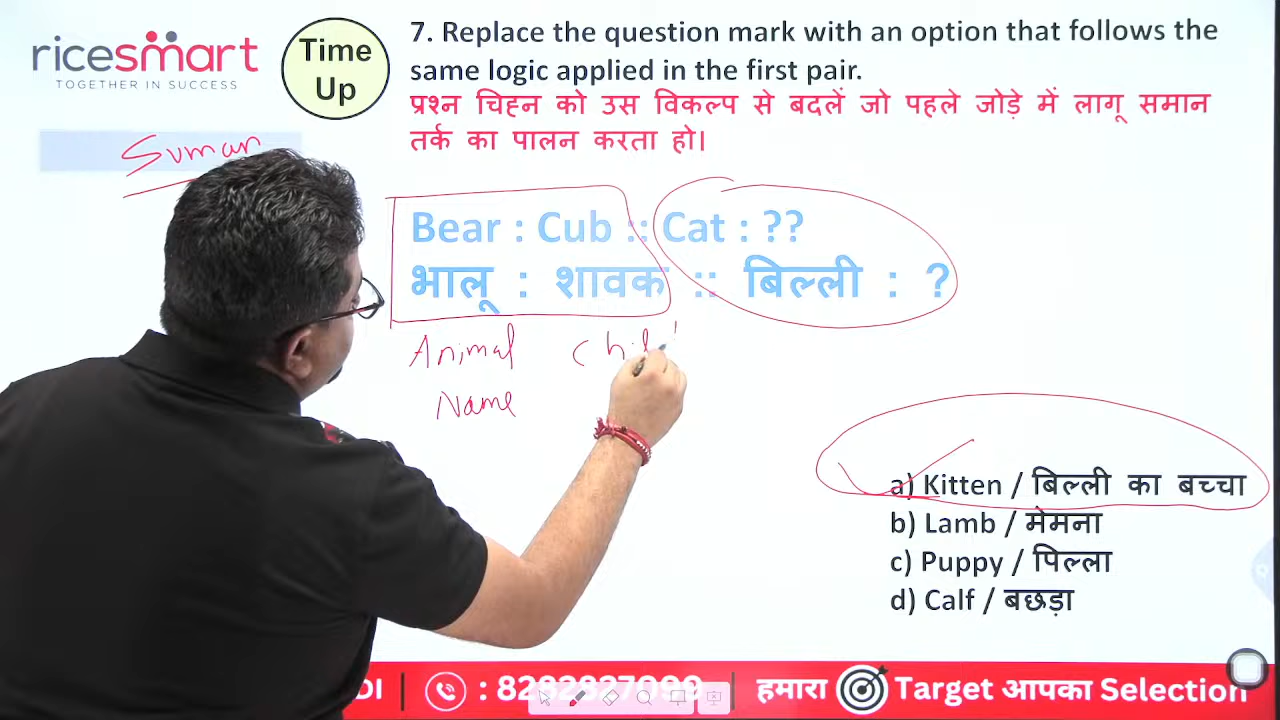 ricesmart
TOGETHER IN SUCCESS
Time
Up
7. Replace the question mark with an option that follows the
same logic applied in the first pair.
प्रश्न चिह्न को उस विकल्प से बदलें जो पहले जोड़े में लागू समान
तर्क का पालन करता हो।
Suman
Bear : Cub :: Cat : ??
भालू : शावक :: बिल्ली : ?
Animal
Name
a) Kitten / बिल्ली का बच्चा
b) Lamb / मेमना
c) Puppy / पिल्ला
d) Calf / बछड़ा
: 8282827099 हमारा Target आपका Selection